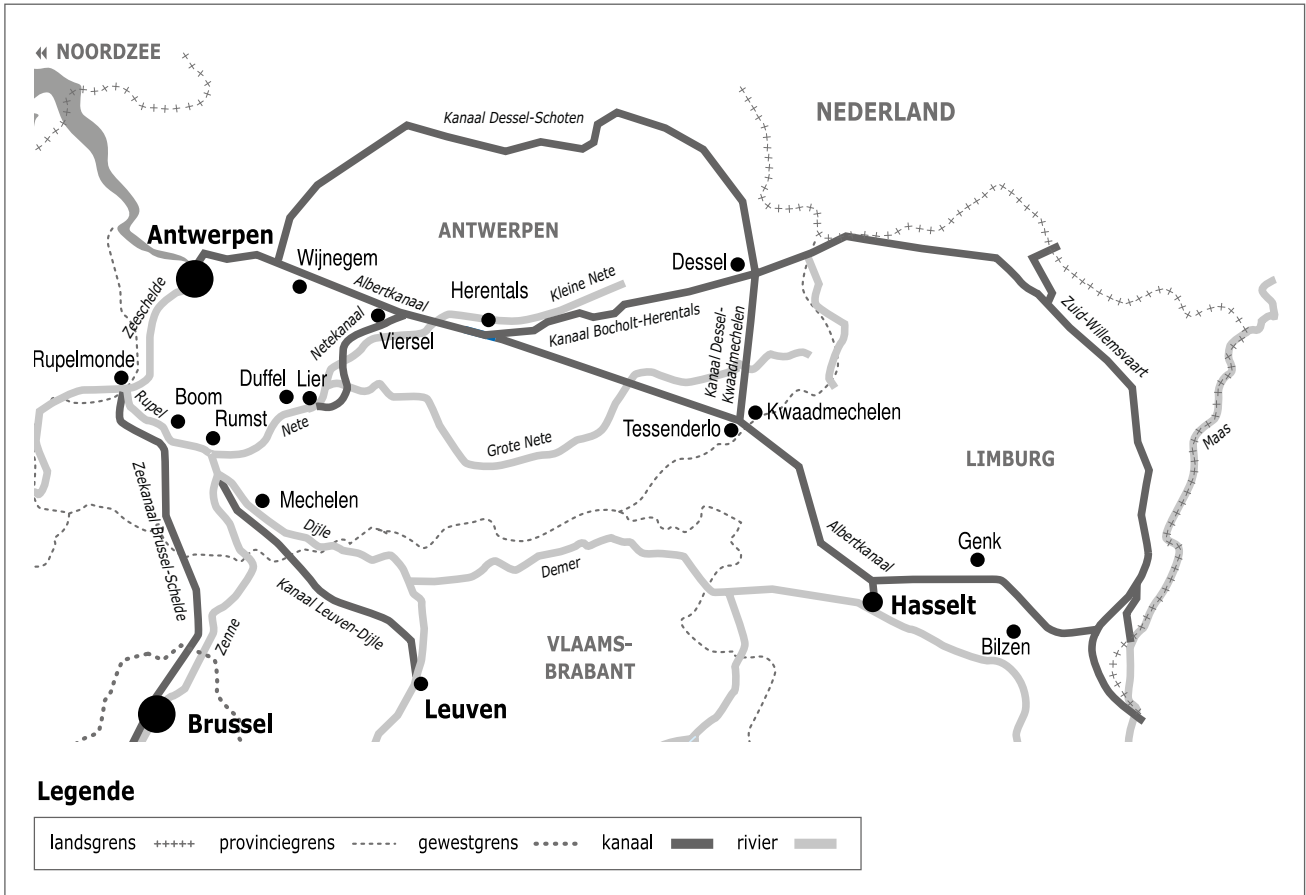 NOORDZEE
NEDERLAND
Kanaal Dessel-Schoten
ANTWERPEN
Antwerpen
Wijnegem
Dessel
Albertkanaal
Herentals
Kleine Nete
Zeeschelde
Netekanaal
Viersel
Kanaal Bocholt-Herentals
Kanaal Dessel-
Kwaadmechelen
Zuid-Willemsvaart
Rupelmonde
Rupel
Boom
Rumst
Duffel
Lier
Nete
Grote Nete
Tessenderlo
Kwaadmechelen
Maas
LIMBURG
Zeekanaal Brussel-Schelde
Mechelen
Dijle
Kanaal Leuven-Dijle
Demer
Albertkanaal
Genk
Hasselt
Bilzen
Zenne
VLAAMS-
BRABANT
Leuven
Brussel
Legende
landsgrens provinciegrens gewestgrens kanaal rivier